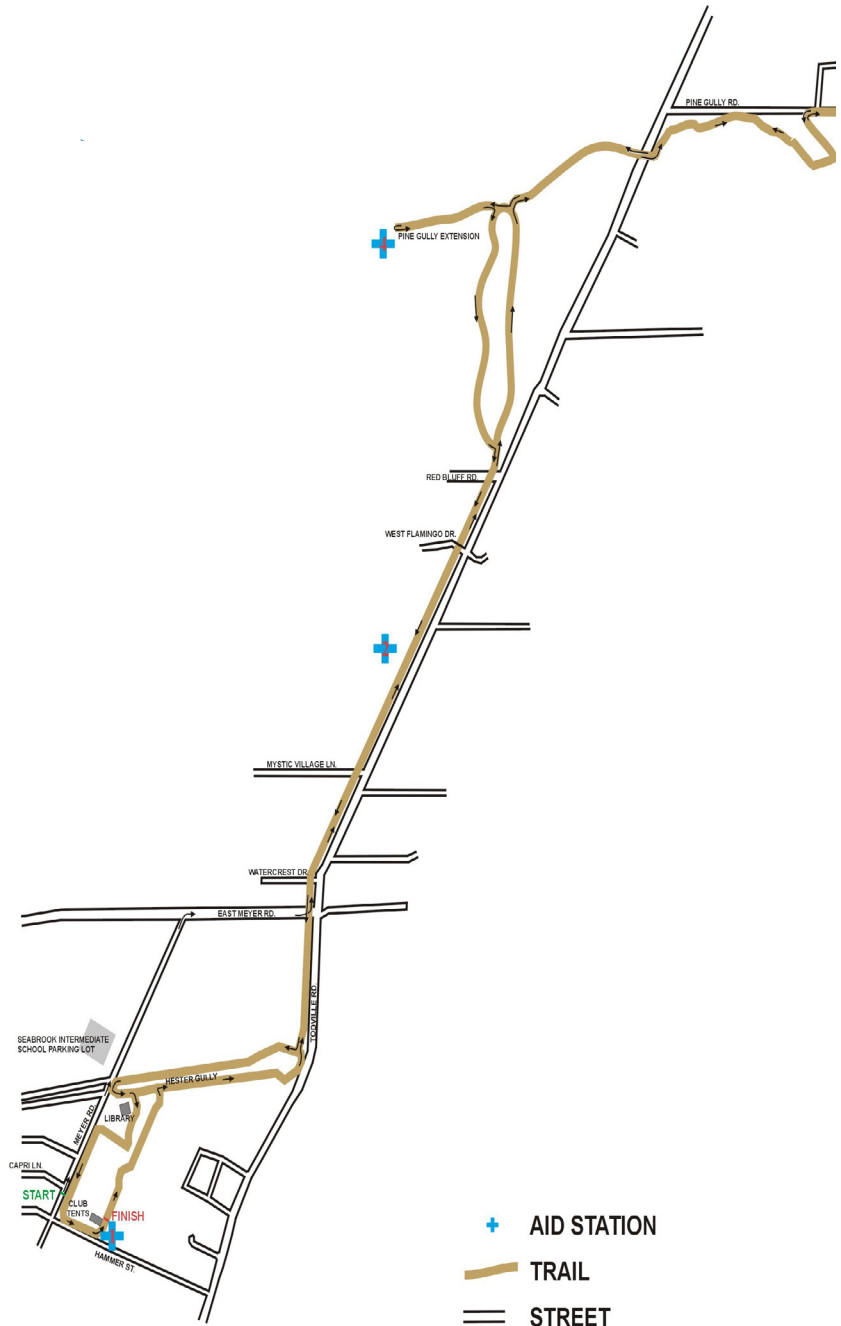 PINE GULLY RD.
PINE GULLY EXTENSION
RED BLUFF RD.
WEST FLAMINGO DR.
2
MYSTIC VILLAGE LN.
WATERCREST DR.
EAST MEYER RD.
TODVILLE RD.
SEABROOK INTERMEDIATE
SCHOOL PARKING LOT
HESTER GULLY
LIBRARY
MEYER RD.
CAPRI LN.
START
CLUB
TENTS
FINISH
HAMMER ST.
AID STATION
TRAIL
STREET